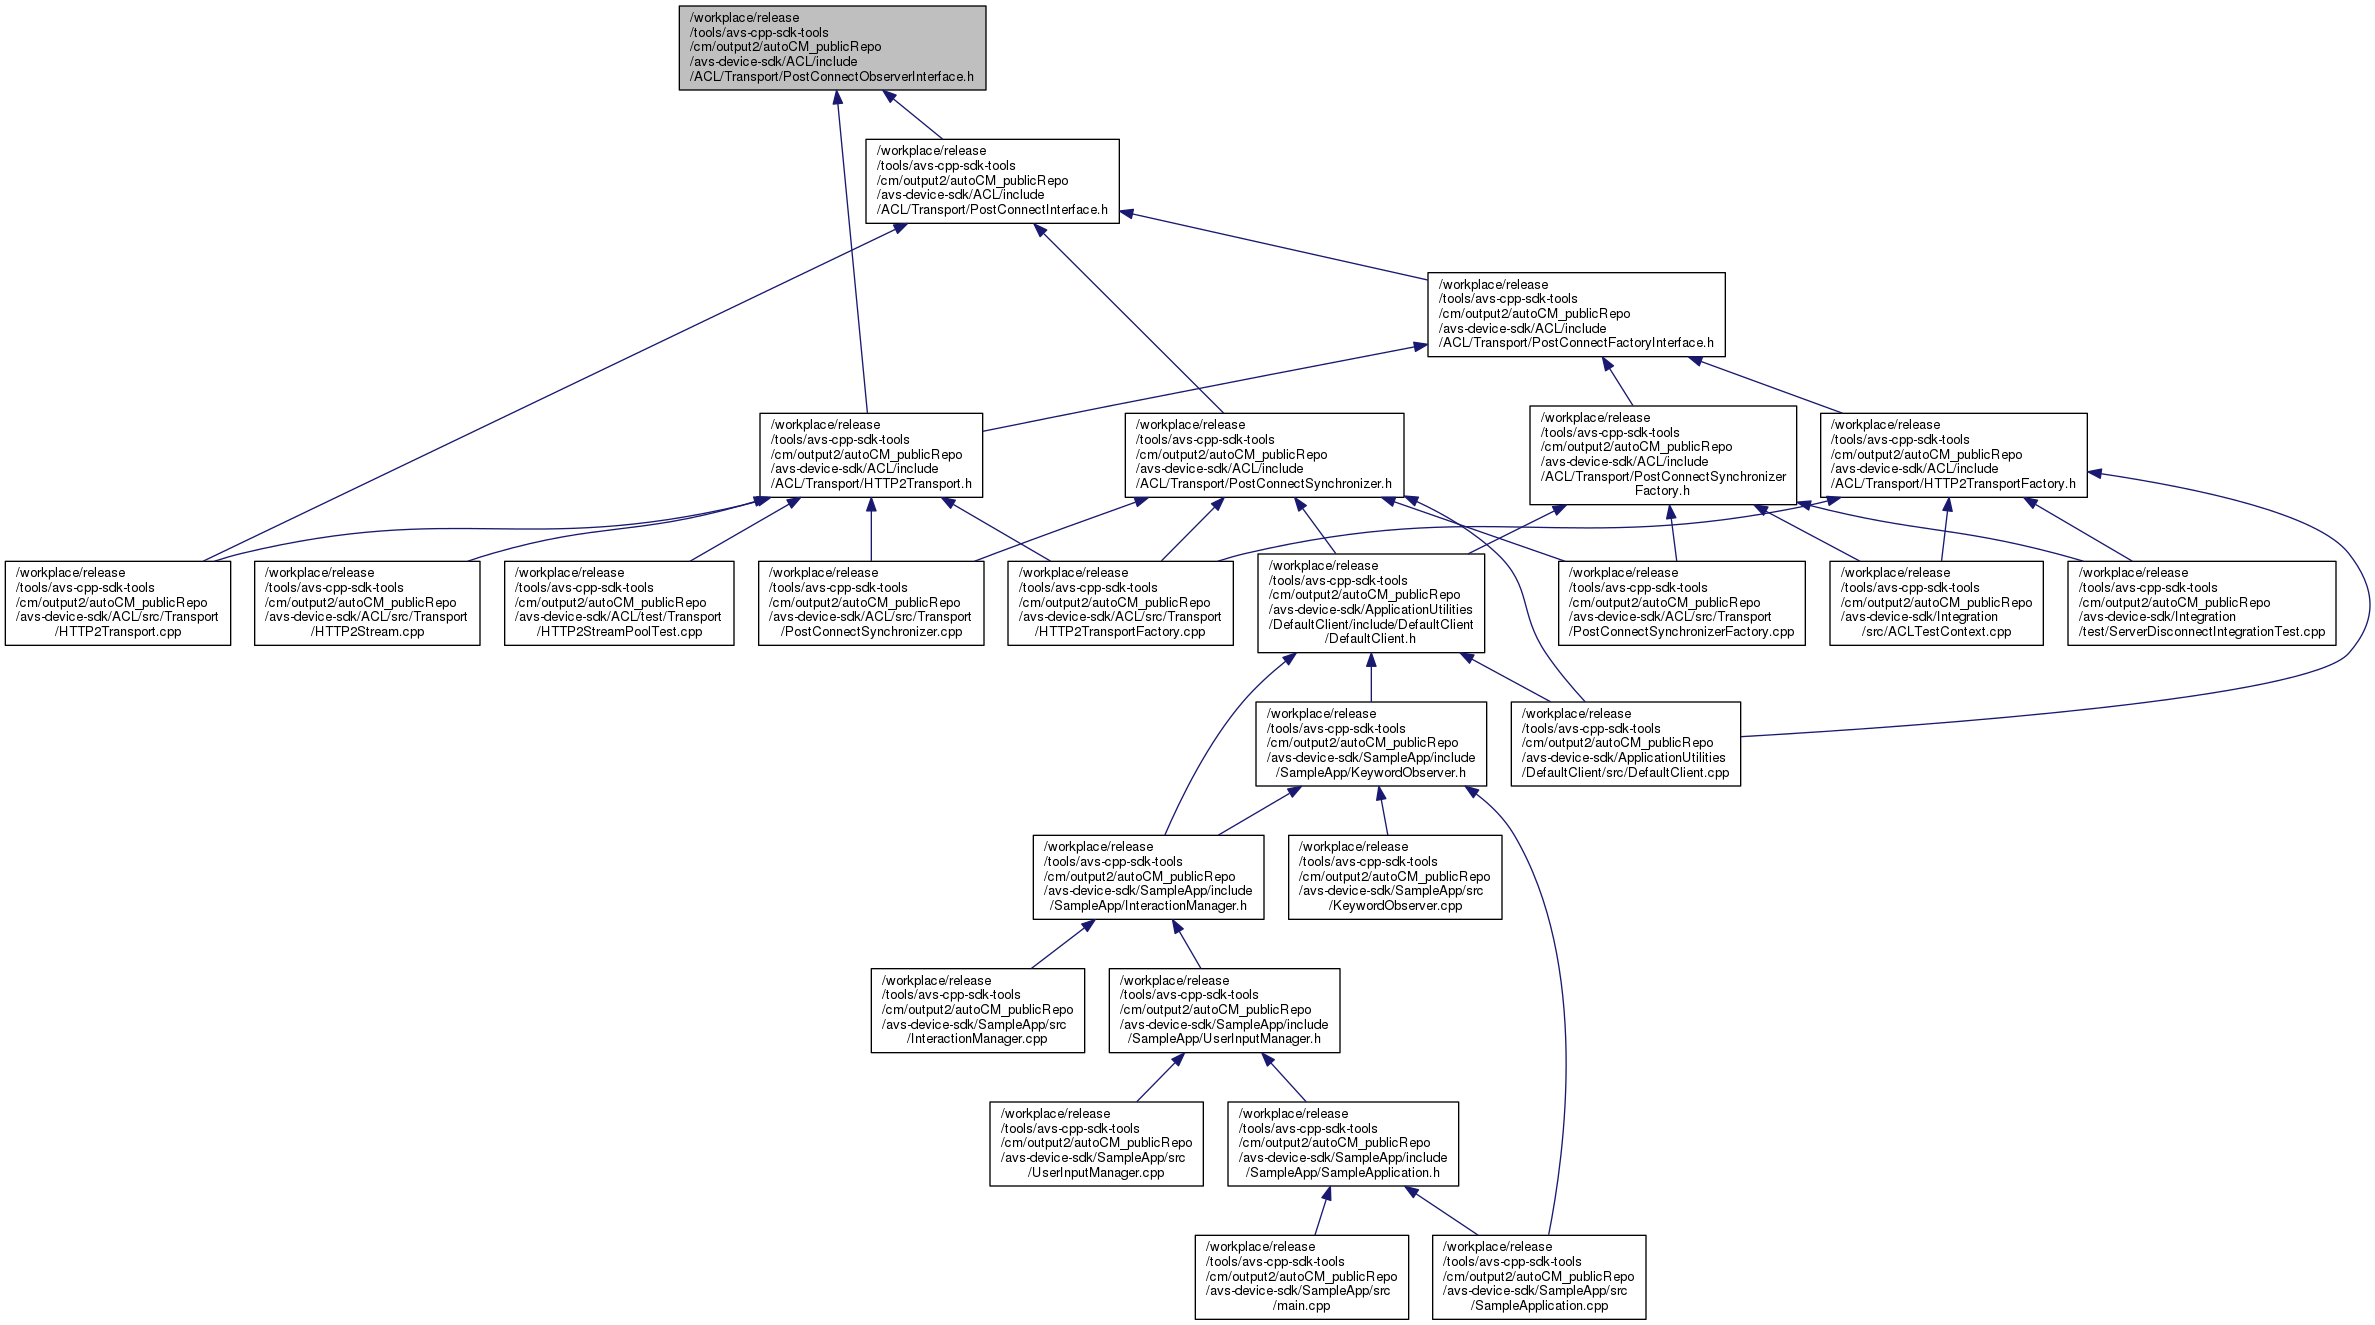 /workplace/release
/tools/avs-cpp-sdk-tools
/cm/output2/autoCM_publicRepo
/avs-device-sdk/ACL/include
/ACL/Transport/PostConnectObserverInterface.h
/workplace/release
/tools/avs-cpp-sdk-tools
/cm/output2/autoCM_publicRepo
/avs-device-sdk/ACL/include
/ACL/Transport/PostConnectInterface.h
/workplace/release
/tools/avs-cpp-sdk-tools
/cm/output2/autoCM_publicRepo
/avs-device-sdk/ACL/include
/ACL/Transport/PostConnectFactoryInterface.h
/workplace/release
/tools/avs-cpp-sdk-tools
/cm/output2/autoCM_publicRepo
/avs-device-sdk/ACL/include
/ACL/Transport/HTTP2Transport.h
/workplace/release
/tools/avs-cpp-sdk-tools
/cm/output2/autoCM_publicRepo
/avs-device-sdk/ACL/include
/ACL/Transport/PostConnectSynchronizer.h
/workplace/release
/tools/avs-cpp-sdk-tools
/cm/output2/autoCM_publicRepo
/avs-device-sdk/ACL/include
/ACL/Transport/PostConnectSynchronizer
Factory.h
/workplace/release
/tools/avs-cpp-sdk-tools
/cm/output2/autoCM_publicRepo
/avs-device-sdk/ACL/include
/ACL/Transport/HTTP2TransportFactory.h
/workplace/release
/tools/avs-cpp-sdk-tools
/cm/output2/autoCM_publicRepo
/avs-device-sdk/ACL/src/Transport
/HTTP2Transport.cpp
/workplace/release
/tools/avs-cpp-sdk-tools
/cm/output2/autoCM_publicRepo
/avs-device-sdk/ACL/src/Transport
/HTTP2Stream.cpp
/workplace/release
/tools/avs-cpp-sdk-tools
/cm/output2/autoCM_publicRepo
/avs-device-sdk/ACL/test/Transport
/HTTP2StreamPoolTest.cpp
/workplace/release
/tools/avs-cpp-sdk-tools
/cm/output2/autoCM_publicRepo
/avs-device-sdk/ACL/src/Transport
/PostConnectSynchronizer.cpp
/workplace/release
/tools/avs-cpp-sdk-tools
/cm/output2/autoCM_publicRepo
/avs-device-sdk/ACL/src/Transport
/HTTP2TransportFactory.cpp
/workplace/release
/tools/avs-cpp-sdk-tools
/cm/output2/autoCM_publicRepo
/avs-device-sdk/ApplicationUtilities
/DefaultClient/include/DefaultClient
/DefaultClient.h
/workplace/release
/tools/avs-cpp-sdk-tools
/cm/output2/autoCM_publicRepo
/avs-device-sdk/ACL/src/Transport
/PostConnectSynchronizerFactory.cpp
/workplace/release
/tools/avs-cpp-sdk-tools
/cm/output2/autoCM_publicRepo
/avs-device-sdk/Integration
/src/ACLTestContext.cpp
/workplace/release
/tools/avs-cpp-sdk-tools
/cm/output2/autoCM_publicRepo
/avs-device-sdk/Integration
/test/ServerDisconnectIntegrationTest.cpp
/workplace/release
/tools/avs-cpp-sdk-tools
/cm/output2/autoCM_publicRepo
/avs-device-sdk/SampleApp/include
/SampleApp/KeywordObserver.h
/workplace/release
/tools/avs-cpp-sdk-tools
/cm/output2/autoCM_publicRepo
/avs-device-sdk/ApplicationUtilities
/DefaultClient/src/DefaultClient.cpp
/workplace/release
/tools/avs-cpp-sdk-tools
/cm/output2/autoCM_publicRepo
/avs-device-sdk/SampleApp/include
/SampleApp/InteractionManager.h
/workplace/release
/tools/avs-cpp-sdk-tools
/cm/output2/autoCM_publicRepo
/avs-device-sdk/SampleApp/src
/KeywordObserver.cpp
/workplace/release
/tools/avs-cpp-sdk-tools
/cm/output2/autoCM_publicRepo
/avs-device-sdk/SampleApp/src
/InteractionManager.cpp
/workplace/release
/tools/avs-cpp-sdk-tools
/cm/output2/autoCM_publicRepo
/avs-device-sdk/SampleApp/include
/SampleApp/UserInputManager.h
/workplace/release
/tools/avs-cpp-sdk-tools
/cm/output2/autoCM_publicRepo
/avs-device-sdk/SampleApp/src
/UserInputManager.cpp
/workplace/release
/tools/avs-cpp-sdk-tools
/cm/output2/autoCM_publicRepo
/avs-device-sdk/SampleApp/include
/SampleApp/SampleApplication.h
/workplace/release
/tools/avs-cpp-sdk-tools
/cm/output2/autoCM_publicRepo
/avs-device-sdk/SampleApp/src
/main.cpp
/workplace/release
/tools/avs-cpp-sdk-tools
/cm/output2/autoCM_publicRepo
/avs-device-sdk/SampleApp/src
/SampleApplication.cpp